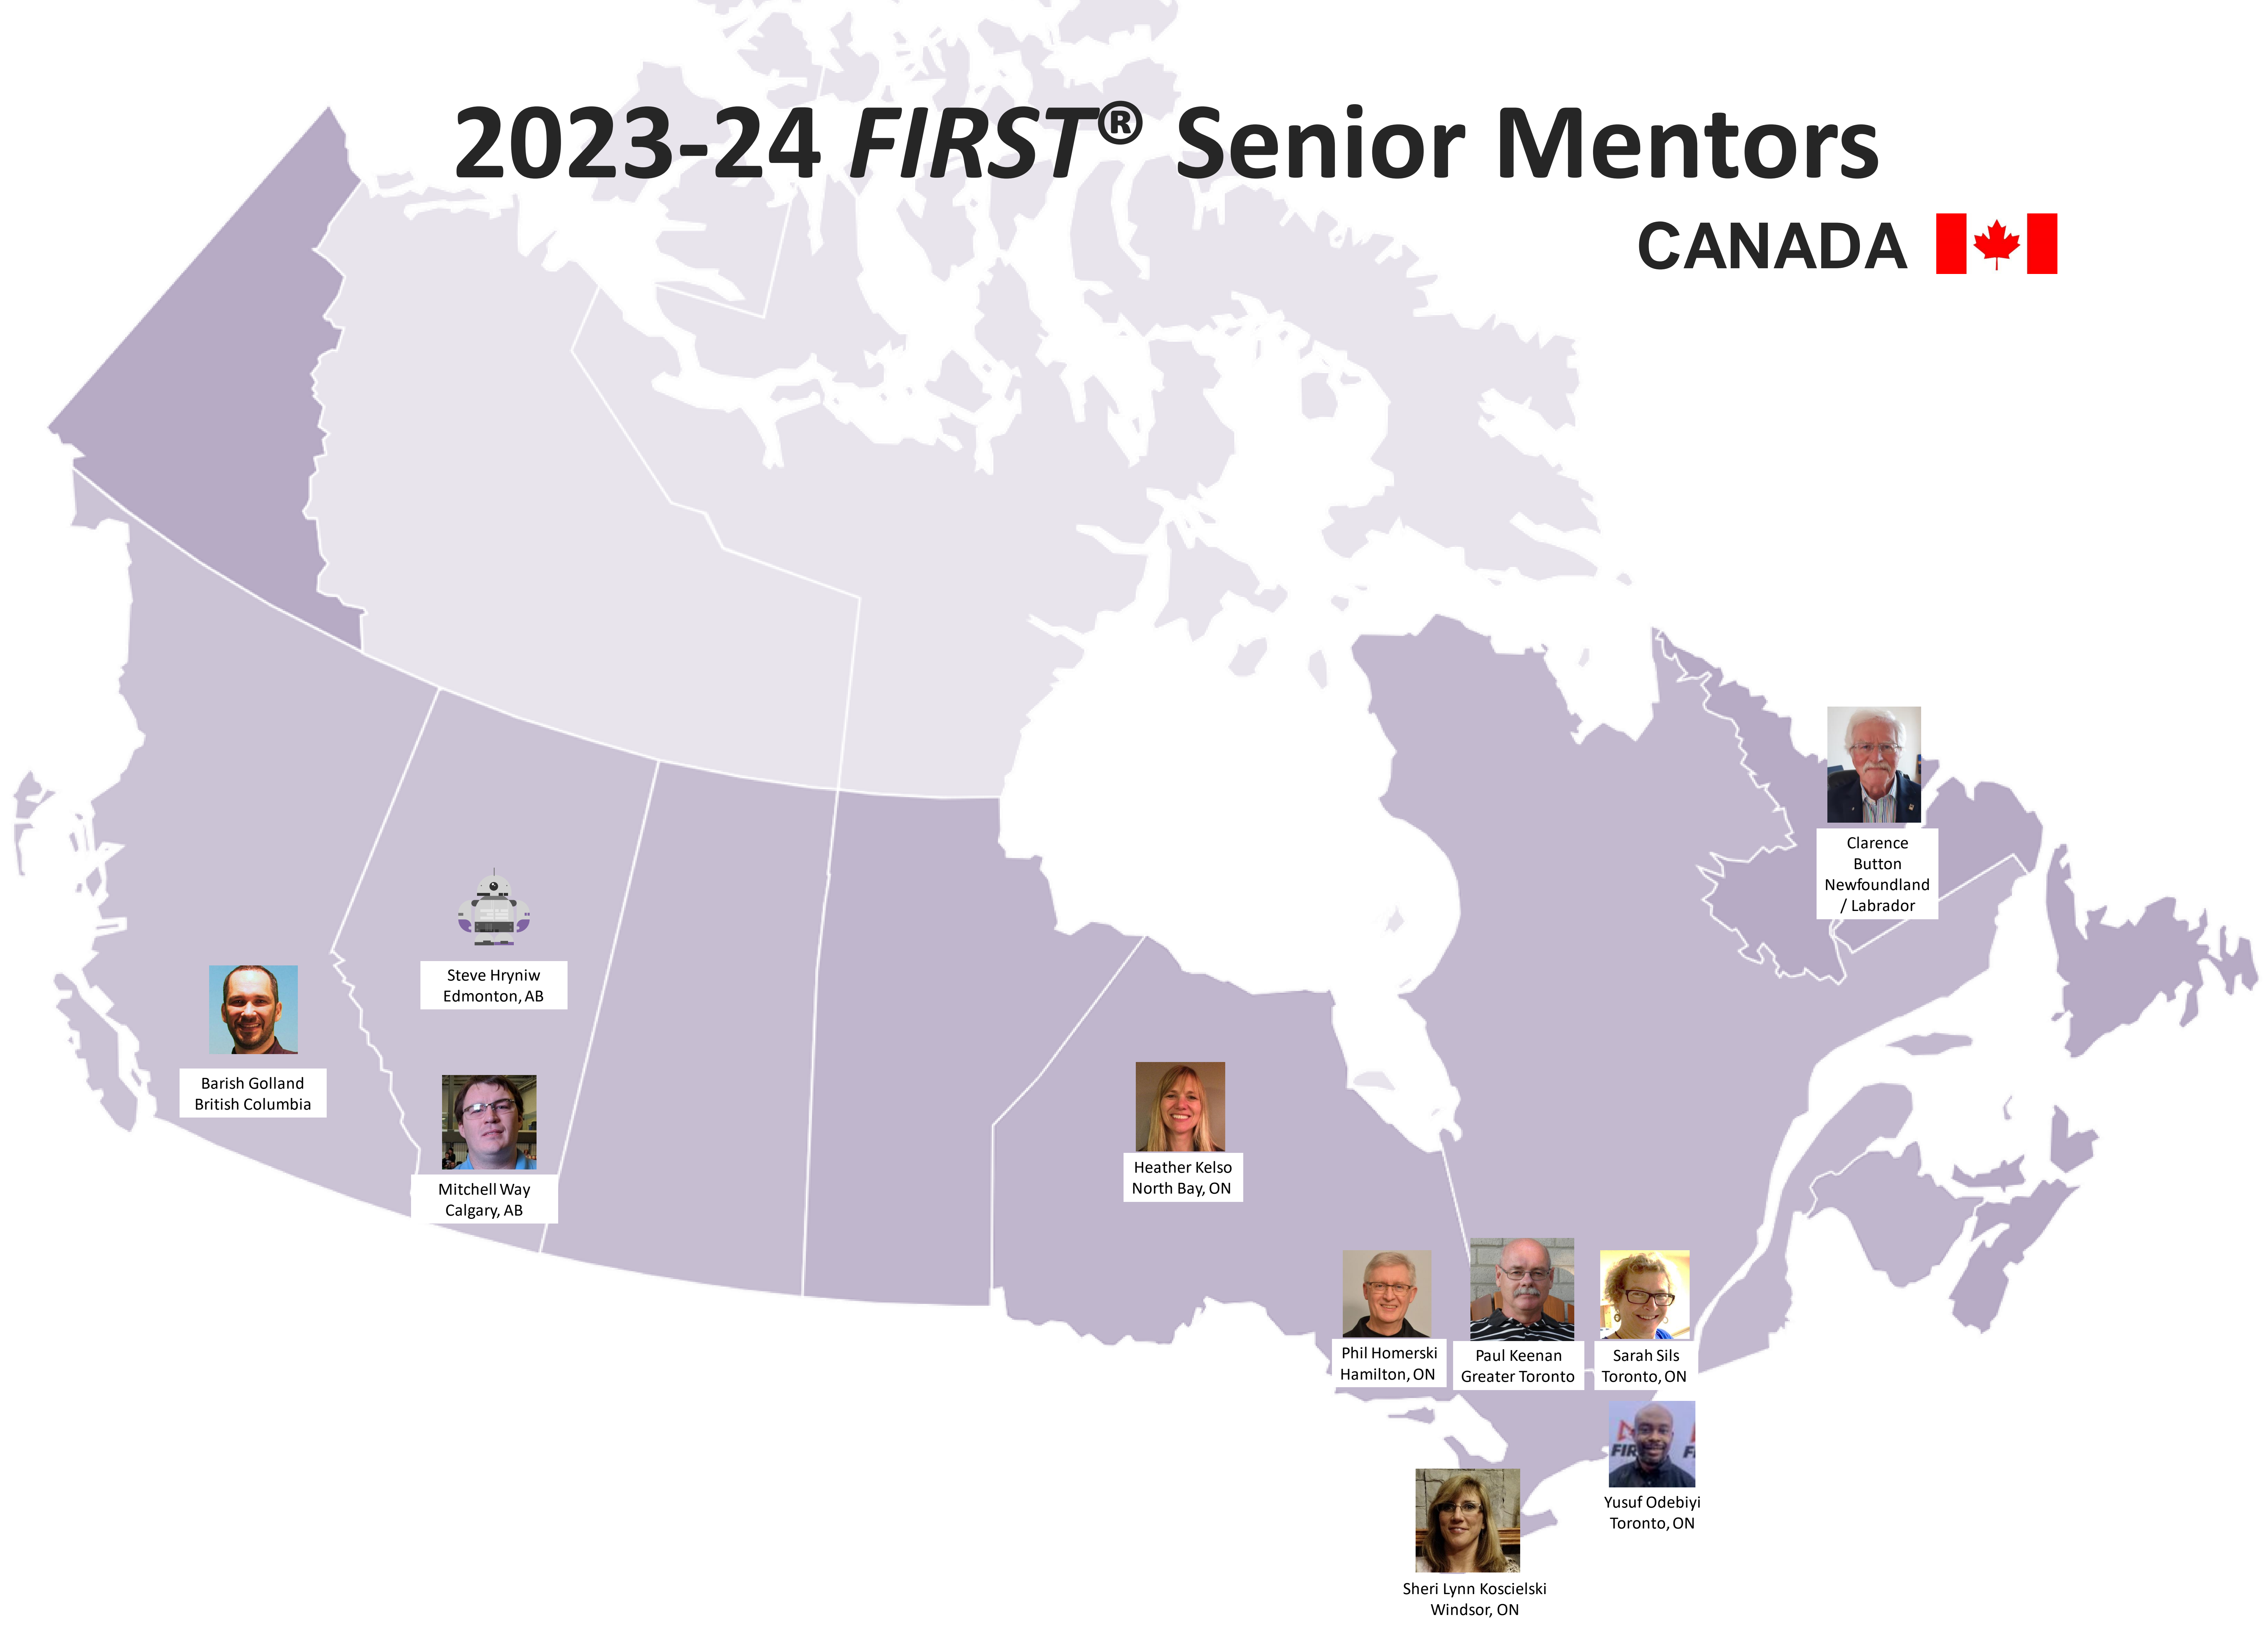 2023-24 FIRST® Senior Mentors
CANADA
Clarence
Button
Newfoundland
/ Labrador
Steve Hryniw
Edmonton, AB
Barish Golland
British Columbia
Mitchell Way
Calgary, AB
Heather Kelso
North Bay, ON
Phil Homerski
Hamilton, ON
Paul Keenan
Greater Toronto
Sarah Sils
Toronto, ON
FIR
Yusuf Odebiyi
Toronto, ON
Sheri Lynn Koscielski
Windsor, ON